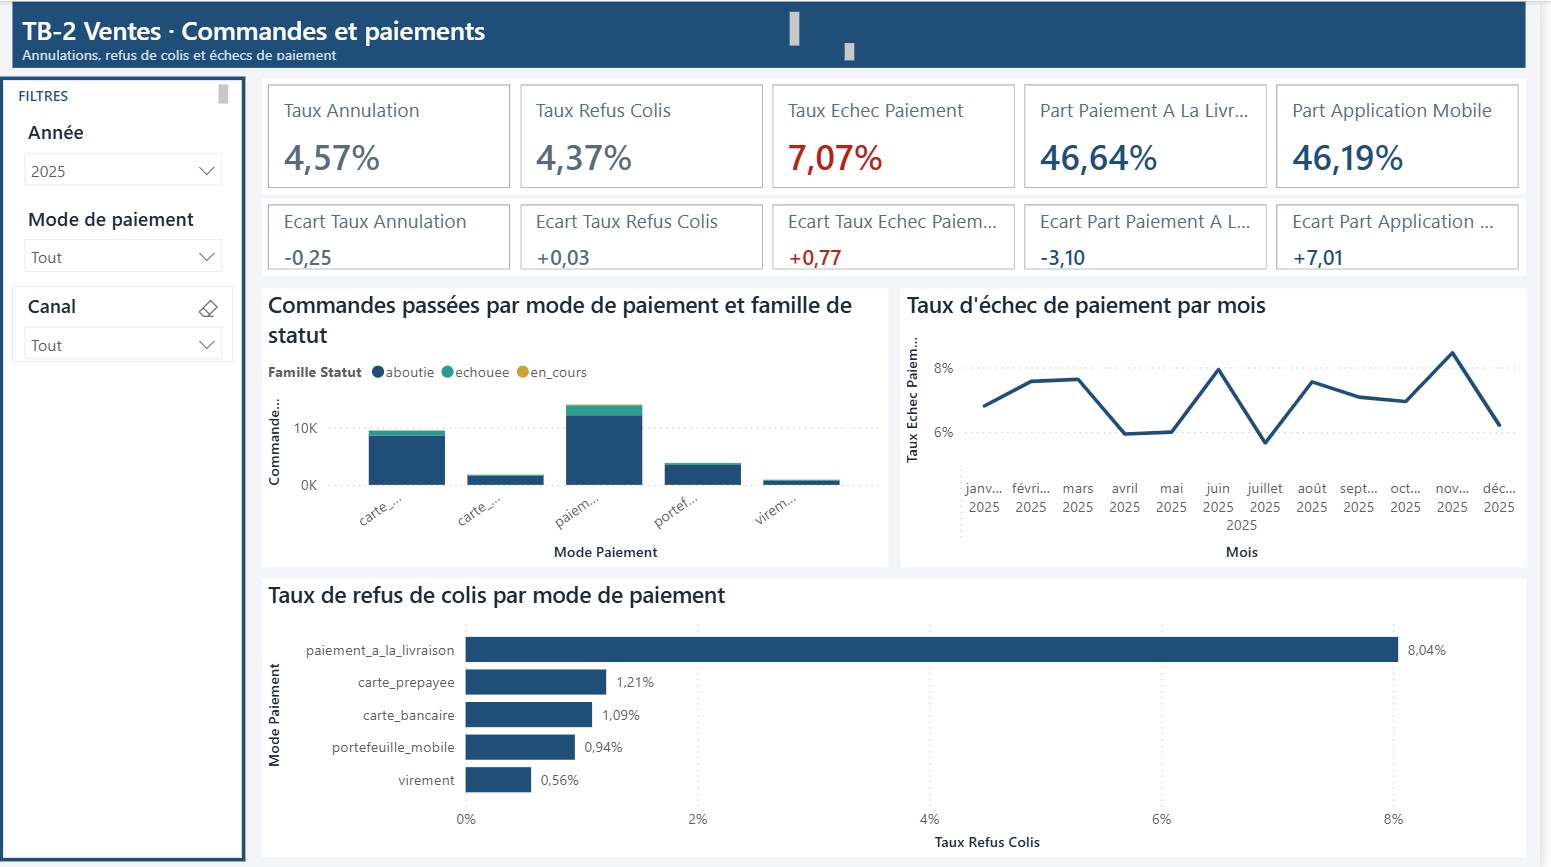 TB-2 Ventes · Commandes et paiements
Annulations, refus de colis et échecs de paiement
FILTRES
Année
2025
Mode de paiement
Tout
Canal
Tout
Taux Annulation
4,57%
Taux Refus Colis
4,37%
Taux Echec Paiement
7,07%
Part Paiement A La Livr...
46,64%
Part Application Mobile
46,19%
Ecart Taux Annulation
-0,25
Ecart Taux Refus Colis
+0,03
Ecart Taux Echec Paiem...
+0,77
Ecart Part Paiement A L...
-3,10
Ecart Part Application ...
+7,01
Commandes passées par mode de paiement et famille de
statut
Famille Statut aboutie echouee en_cours
Commande...
10K
0K
carte_... carte_... paiem... portef... virem...
Mode Paiement
Taux d'échec de paiement par mois
Taux Echec Paiem...
8%
6%
janv... févri... mars avril mai juin juillet août sept... oct... nov... déc...
2025 2025 2025 2025 2025 2025 2025 2025 2025 2025 2025 2025
2025
Mois
Taux de refus de colis par mode de paiement
Mode Paiement
paiement_a_la_livraison 8,04%
carte_prepayee 1,21%
carte_bancaire 1,09%
portefeuille_mobile 0,94%
virement 0,56%
0% 2% 4% 6% 8%
Taux Refus Colis